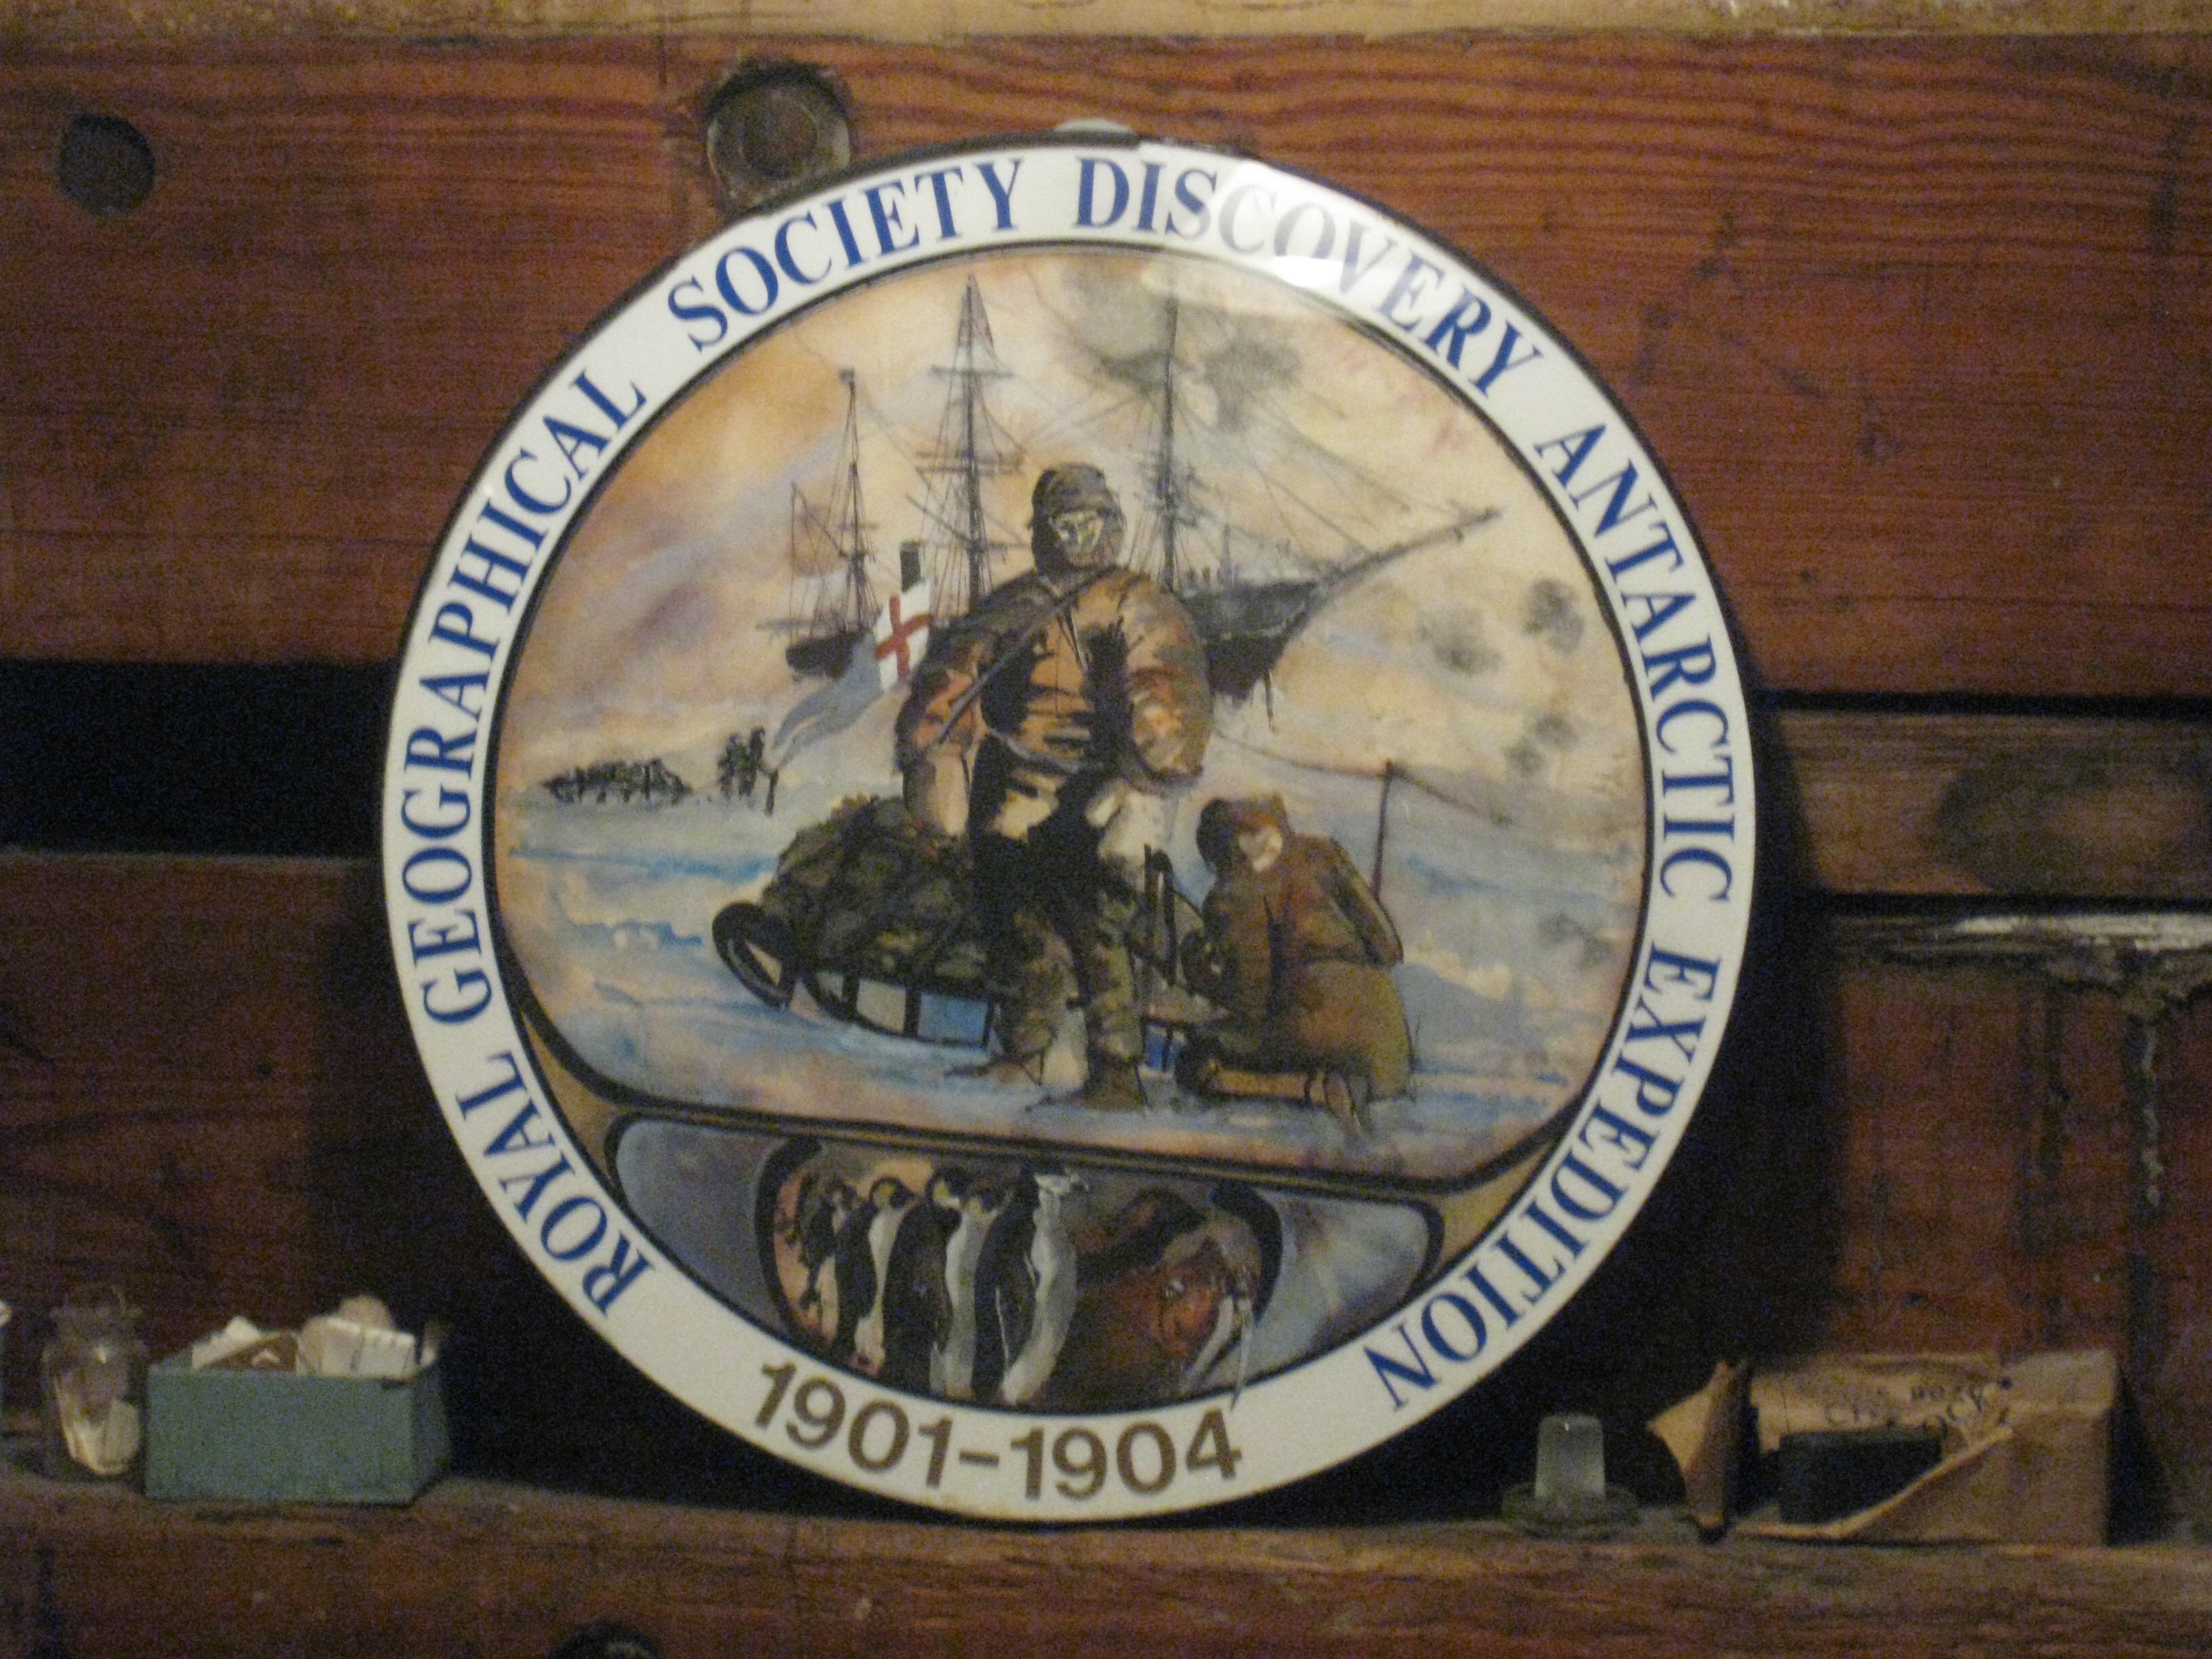 ROYAL GEOGRAPHICAL SOCIETY DISCOVERY ANTARCTIC EXPEDITION
1901-1904